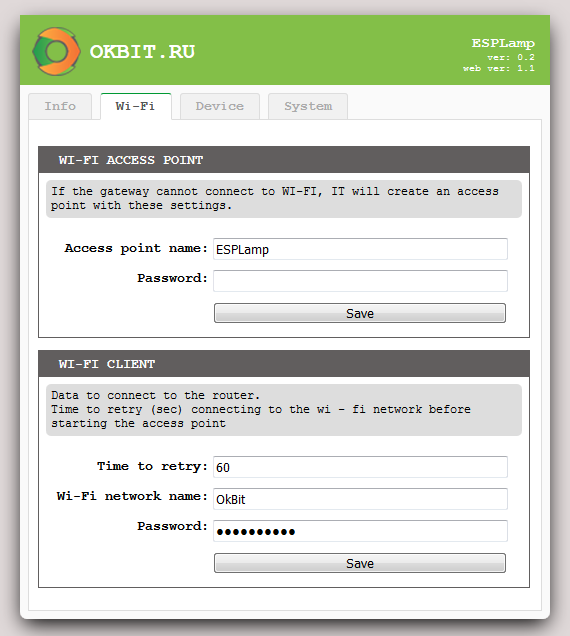 OKBIT.RU
ESPLamp
ver: 0.2
web ver: 1.1
Info
Wi-Fi
Device
System
WI-FI ACCESS POINT
If the gateway cannot connect to WI-FI, IT will create an access
point with these settings.
Access point name: ESPLamp
Password:
Save
WI-FI CLIENT
Data to connect to the router.
Time to retry (sec) connecting to the wi - fi network before
starting the access point
Time to retry: 60
Wi-Fi network name: OkBit
Password: ●●●●●●●●●●
Save